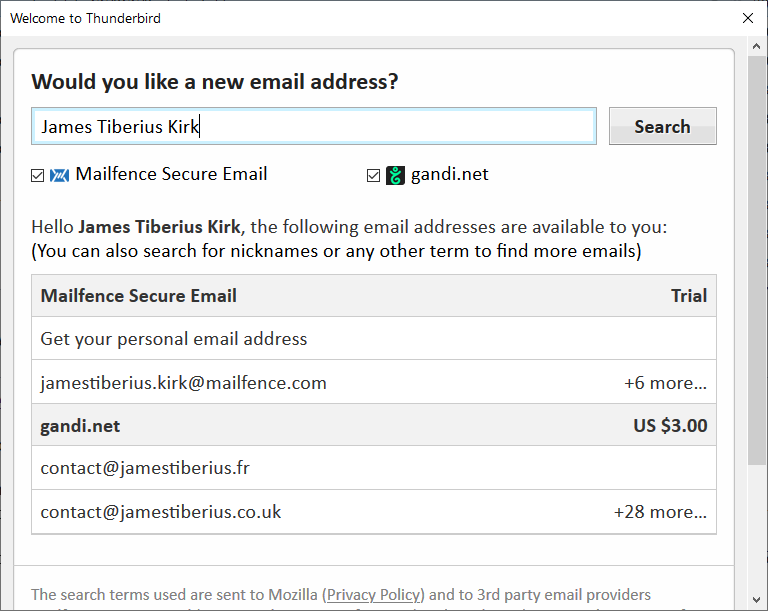 Welcome to Thunderbird
Would you like a new email address?
James Tiberius Kirk
Search
Mailfence Secure Email
gandi.net
Hello James Tiberius Kirk, the following email addresses are available to you:
(You can also search for nicknames or any other term to find more emails)
Mailfence Secure Email Trial
Get your personal email address
jamestiberius.kirk@mailfence.com +6 more...
gandi.net US $3.00
contact@jamestiberius.fr
contact@jamestiberius.co.uk +28 more...
The search terms used are sent to Mozilla (Privacy Policy) and to 3rd party email providers